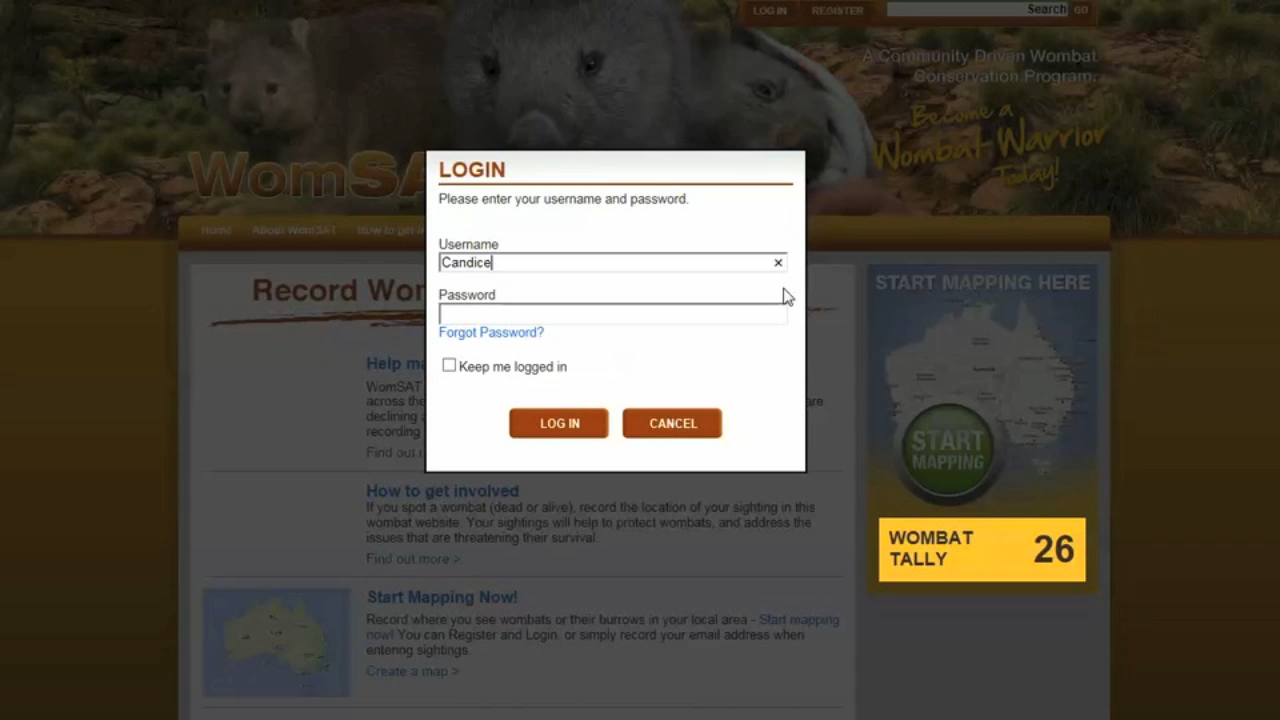 LOG IN
REGISTER
Search
GO
A Community Driven Wombat
Conservation Program.
Become a
Wombat Warrior
Today!
WomSA
Home
About WomSAT
How to get
LOGIN
Please enter your username and password.
Username
Candice
Password
Forgot Password?
Keep me logged in
LOG IN
CANCEL
Record Wo
Help m
WomSAT
across the
are
declining
recording
Find out
How to get involved
If you spot a wombat (dead or alive), record the location of your sighting in this
wombat website. Your sightings will help to protect wombats, and address the
issues that are threatening their survival.
Find out more >
Start Mapping Now!
Record where you see wombats or their burrows in your local area - Start mapping
now! You can Register and Login, or simply record your email address when
entering sightings.
Create a map >
START MAPPING HERE
START
MAPPING
WOMBAT
TALLY
26